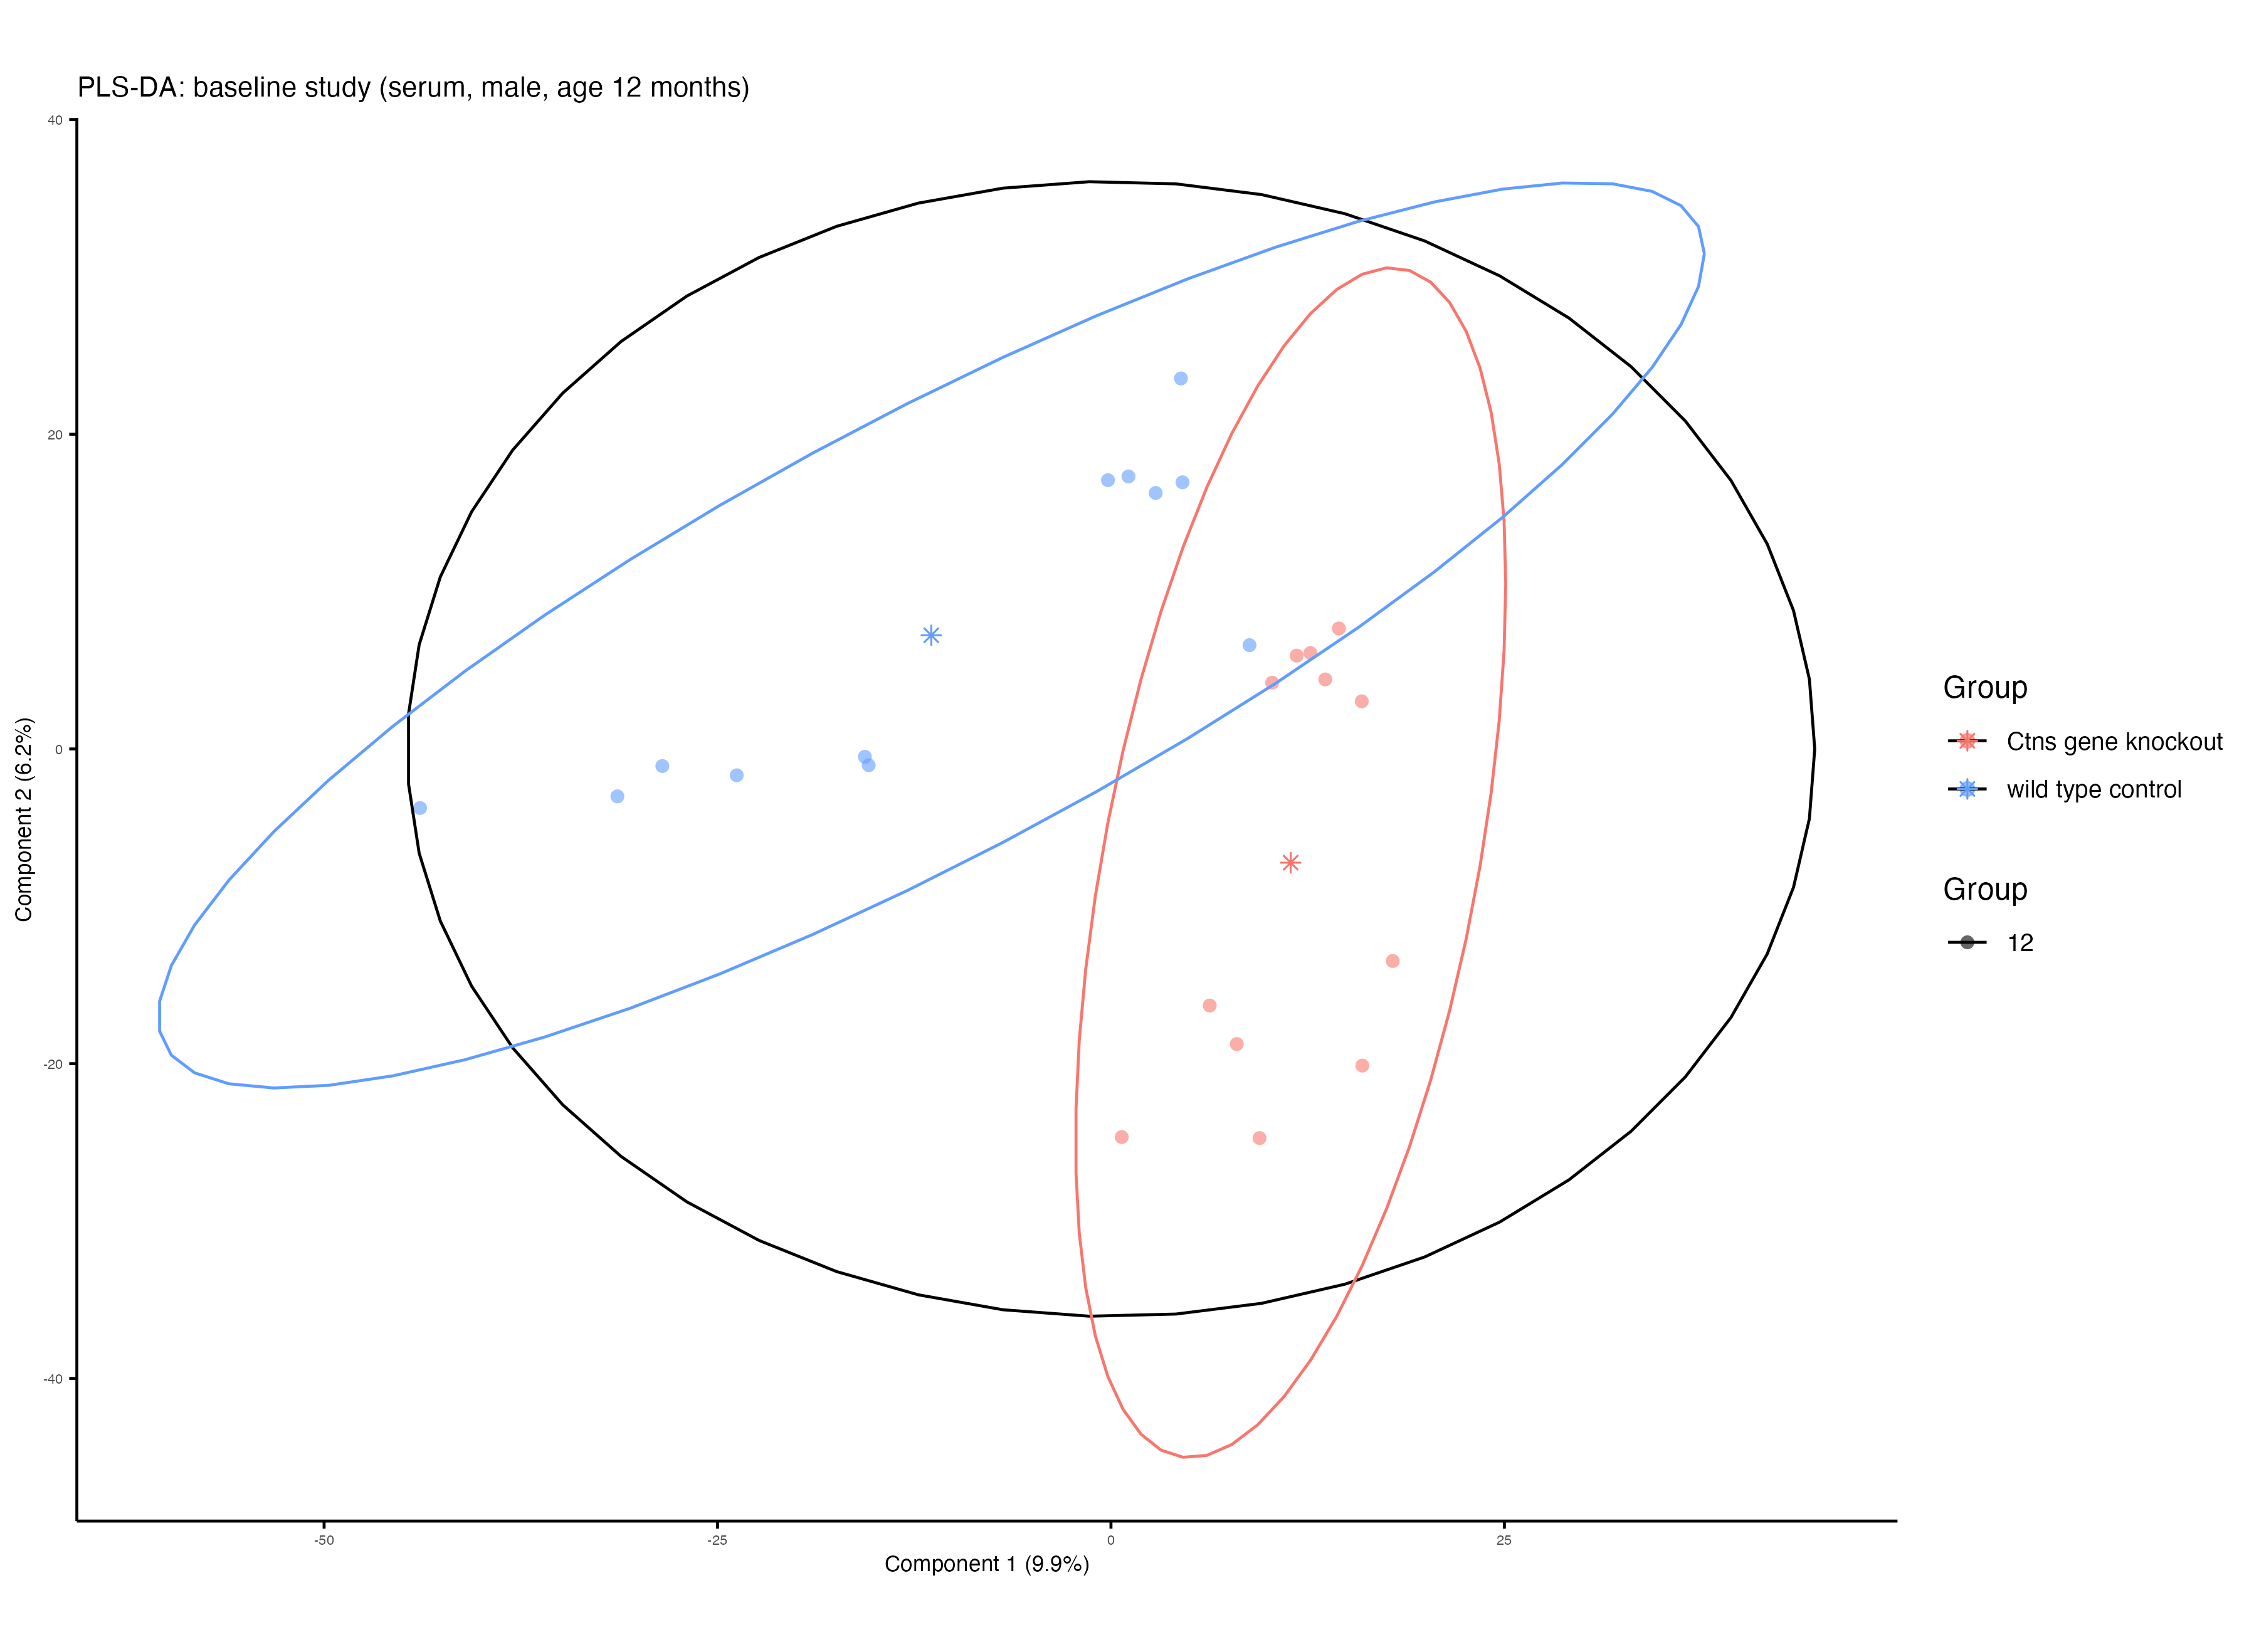 PLS-DA: baseline study (serum, male, age 12 months)
40
20
0
-20
-40
Component 2 (6.2%)
-50
-25
0
25
Component 1 (9.9%)
Group
Ctns gene knockout
wild type control
Group
12